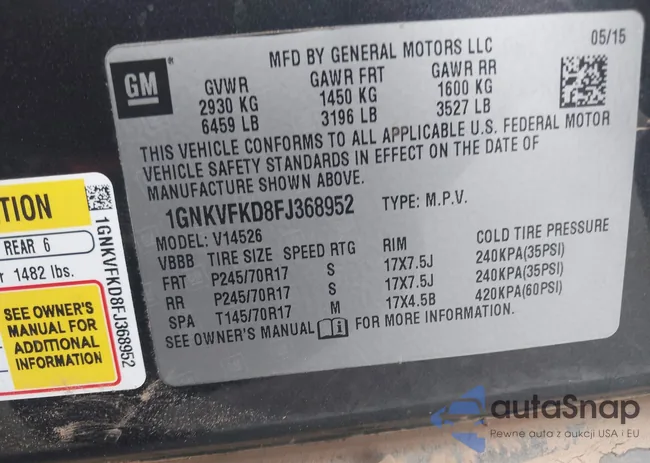 GM
MFD BY GENERAL MOTORS LLC
05/15
GVWR GAWR FRT GAWR RR
2930 KG 1450 KG 1600 KG
6459 LB 3196 LB 3527 LB
THIS VEHICLE CONFORMS TO ALL APPLICABLE U.S. FEDERAL MOTOR
VEHICLE SAFETY STANDARDS IN EFFECT ON THE DATE OF
MANUFACTURE SHOWN ABOVE.
1GNKVFKD8FJ368952 TYPE: M.P.V.
MODEL: V14526
VBBB TIRE SIZE SPEED RTG RIM COLD TIRE PRESSURE
FRT P245/70R17 S 17X7.5J 240KPA(35PSI)
RR P245/70R17 S 17X7.5J 240KPA(35PSI)
SPA T145/70R17 M 17X4.5B 420KPA(60PSI)
SEE OWNER'S MANUAL FOR MORE INFORMATION.
TION
REAR 6
r 1482 lbs.
SEE OWNER'S
MANUAL FOR
ADDITIONAL
INFORMATION
1GNKVFKD8FJ368952
autaSnap
Pewne auta z aukcji USA i EU